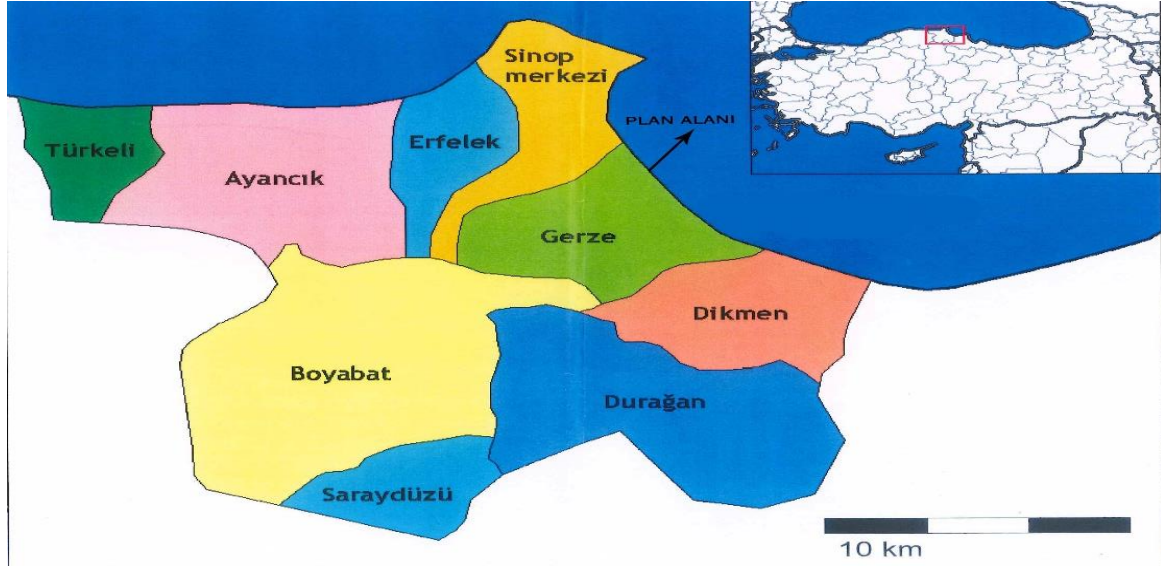 Sinop
merkezi
PLAN ALANI
Türkeli
Erfelek
Ayancık
Gerze
Dikmen
Boyabat
Durağan
Saraydüzü
10 km